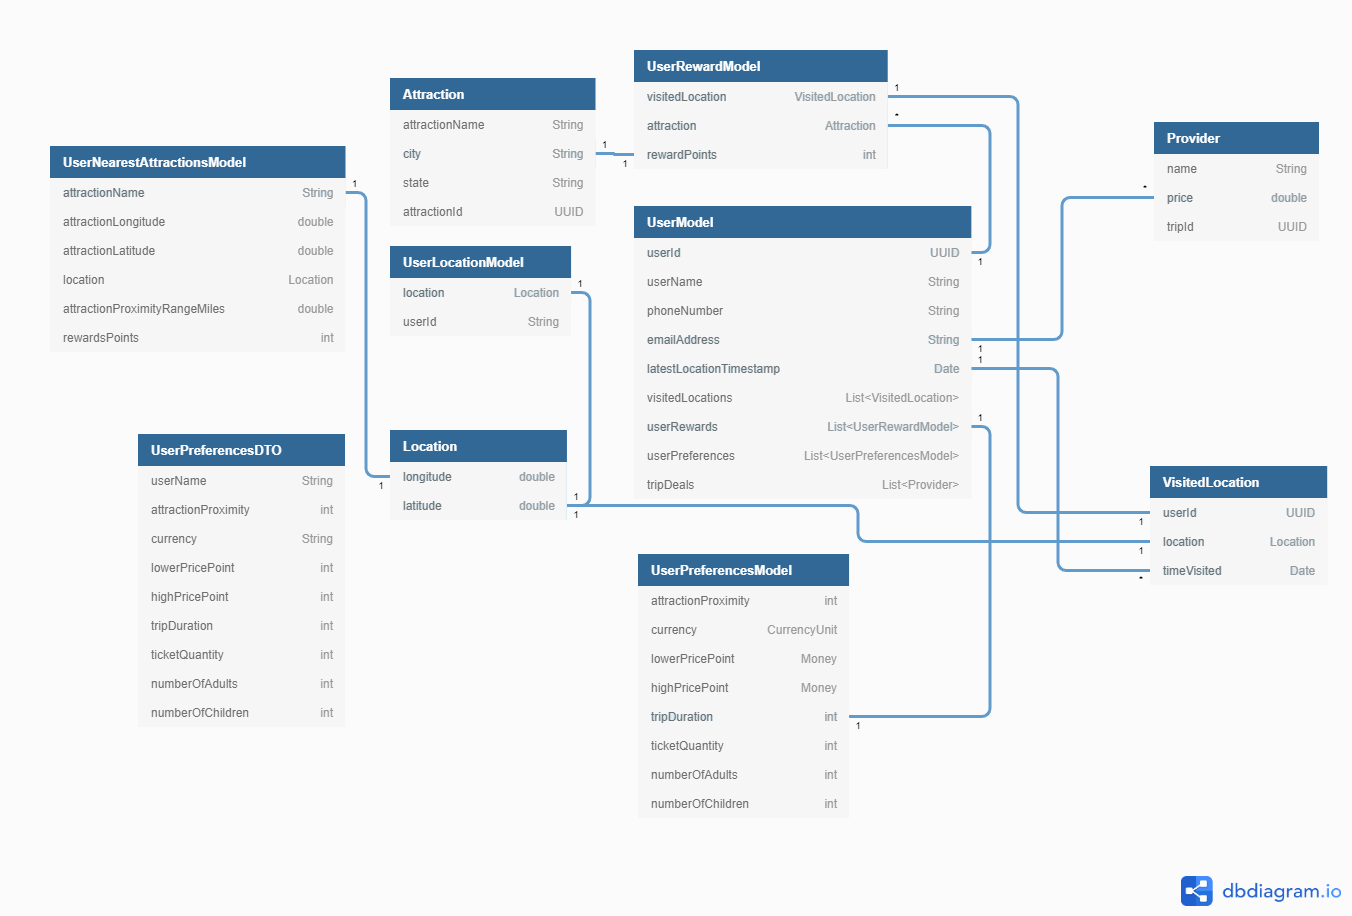 UserNearestAttractionsModel
attractionName String
attractionLongitude double
attractionLatitude double
location Location
attractionProximityRangeMiles double
rewardsPoints int
1
UserPreferencesDTO
userName String
attractionProximity int
currency String
lowerPricePoint int
highPricePoint int
tripDuration int
ticketQuantity int
numberOfAdults int
numberOfChildren int
Attraction
attractionName String
city String
state String
attractionId UUID
1
1
UserLocationModel
location Location
userId String
1
Location
longitude double
latitude double
1
1
1
UserRewardModel
visitedLocation VisitedLocation
attraction Attraction
rewardPoints int
1
*
UserModel
userId UUID
userName String
phoneNumber String
emailAddress String
latestLocationTimestamp Date
visitedLocations List<VisitedLocation>
userRewards List<UserRewardModel>
userPreferences List<UserPreferencesModel>
tripDeals List<Provider>
1
1
1
1
UserPreferencesModel
attractionProximity int
currency CurrencyUnit
lowerPricePoint Money
highPricePoint Money
tripDuration int
ticketQuantity int
numberOfAdults int
numberOfChildren int
1
Provider
name String
price double
tripId UUID
*
VisitedLocation
userId UUID
location Location
timeVisited Date
1
1
*
dbdiagram.io